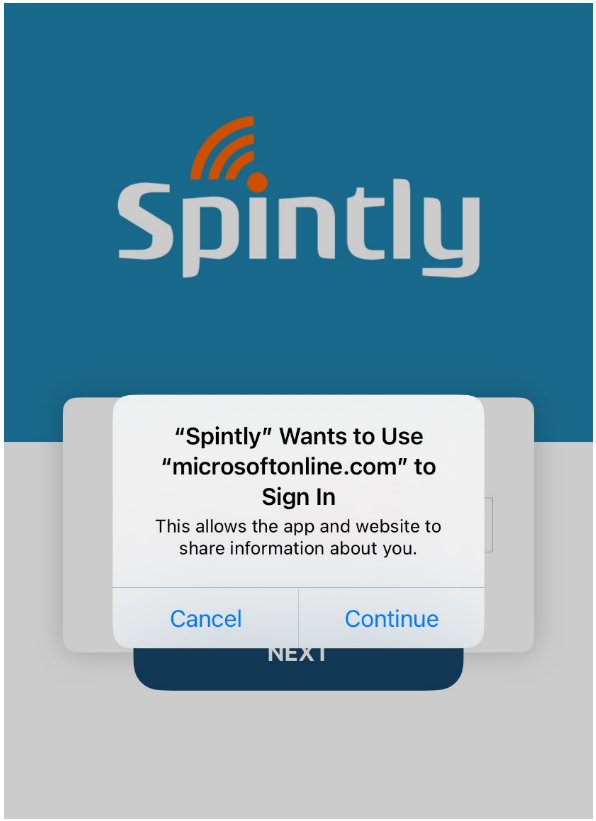 Spintly
“Spintly” Wants to Use
“microsoftonline.com” to
Sign In
This allows the app and website to
share information about you.
Cancel Continue
NEXT